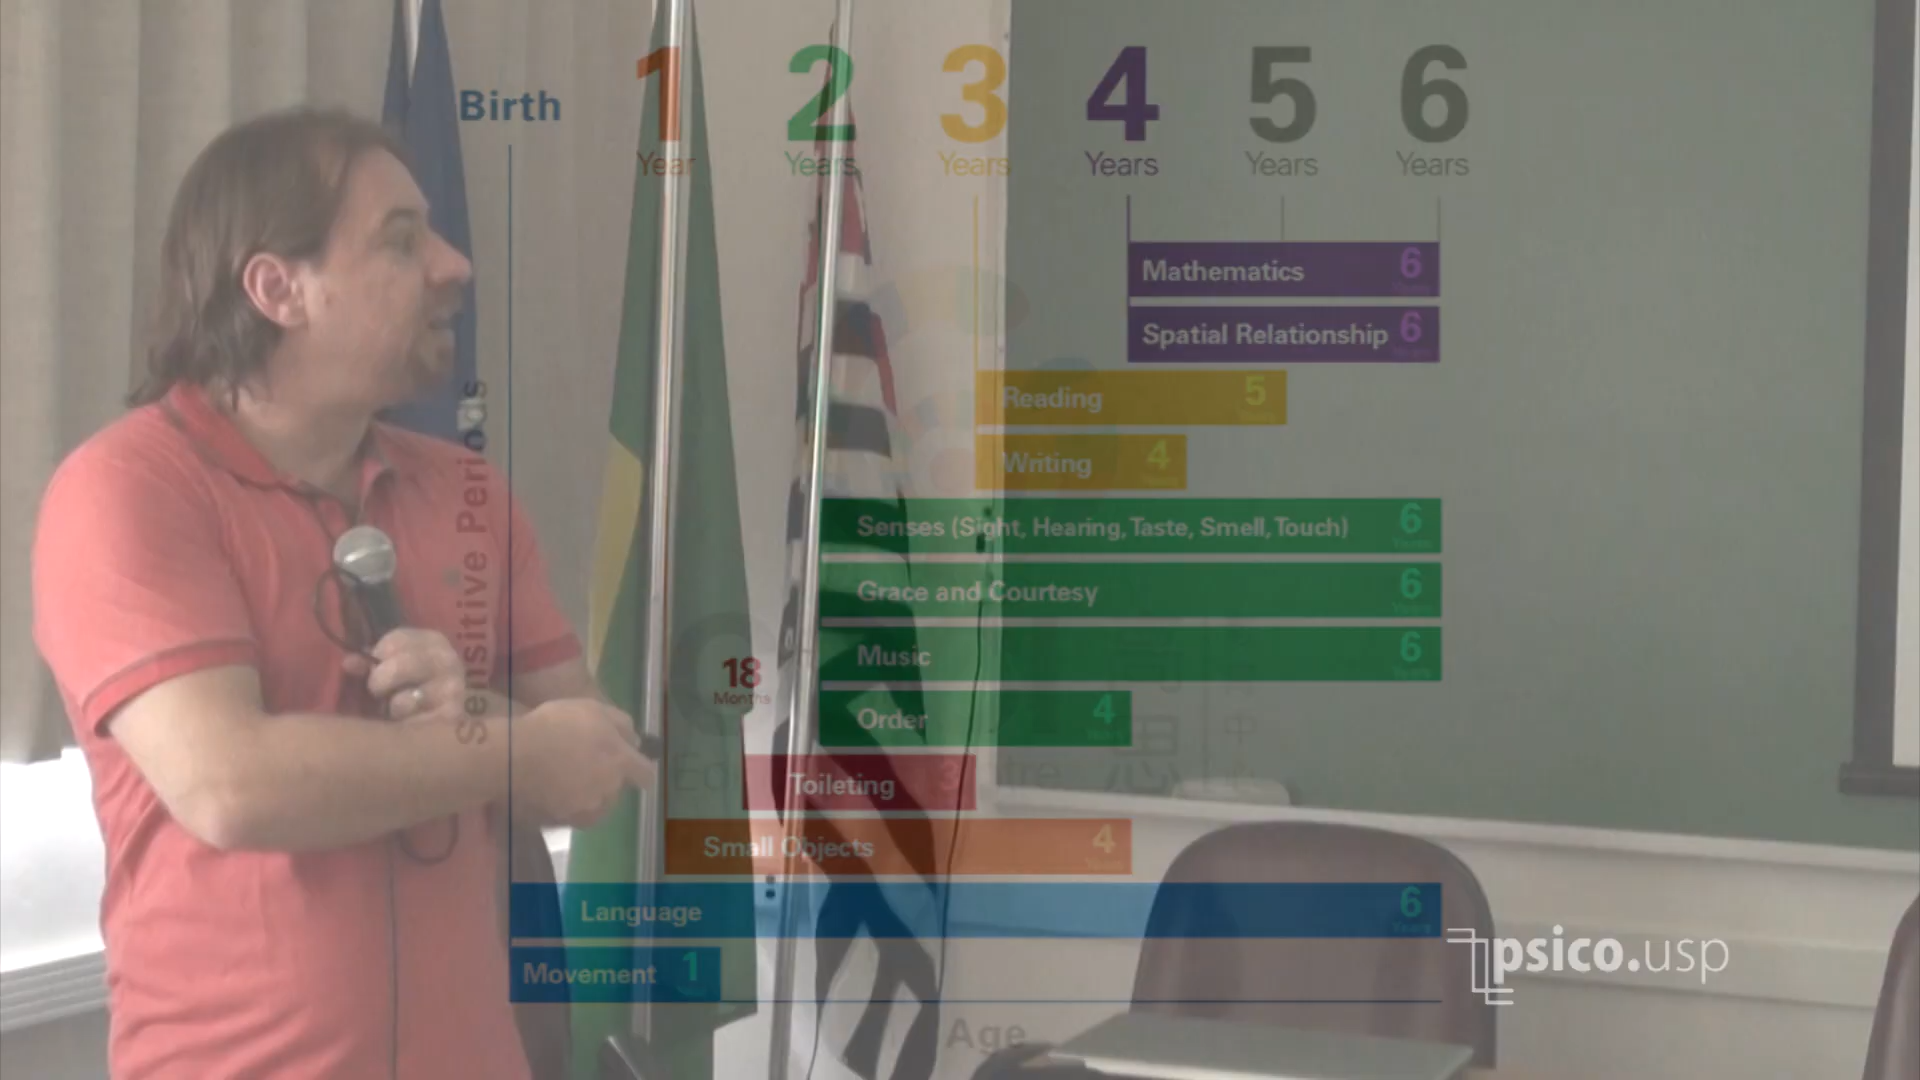 Birth
1
Year
2
Years
3
Years
4
Years
5
Years
6
Years
Sensitive Periods
Mathematics 6
Spatial Relationship 6
Reading 5
Writing 4
Senses (Sight, Hearing, Taste, Smell, Touch) 6
Grace and Courtesy 6
Music 6
18
Months
Order 4
Toileting 3
Small Objects 4
Language 6
Movement 1
Age
psico.usp